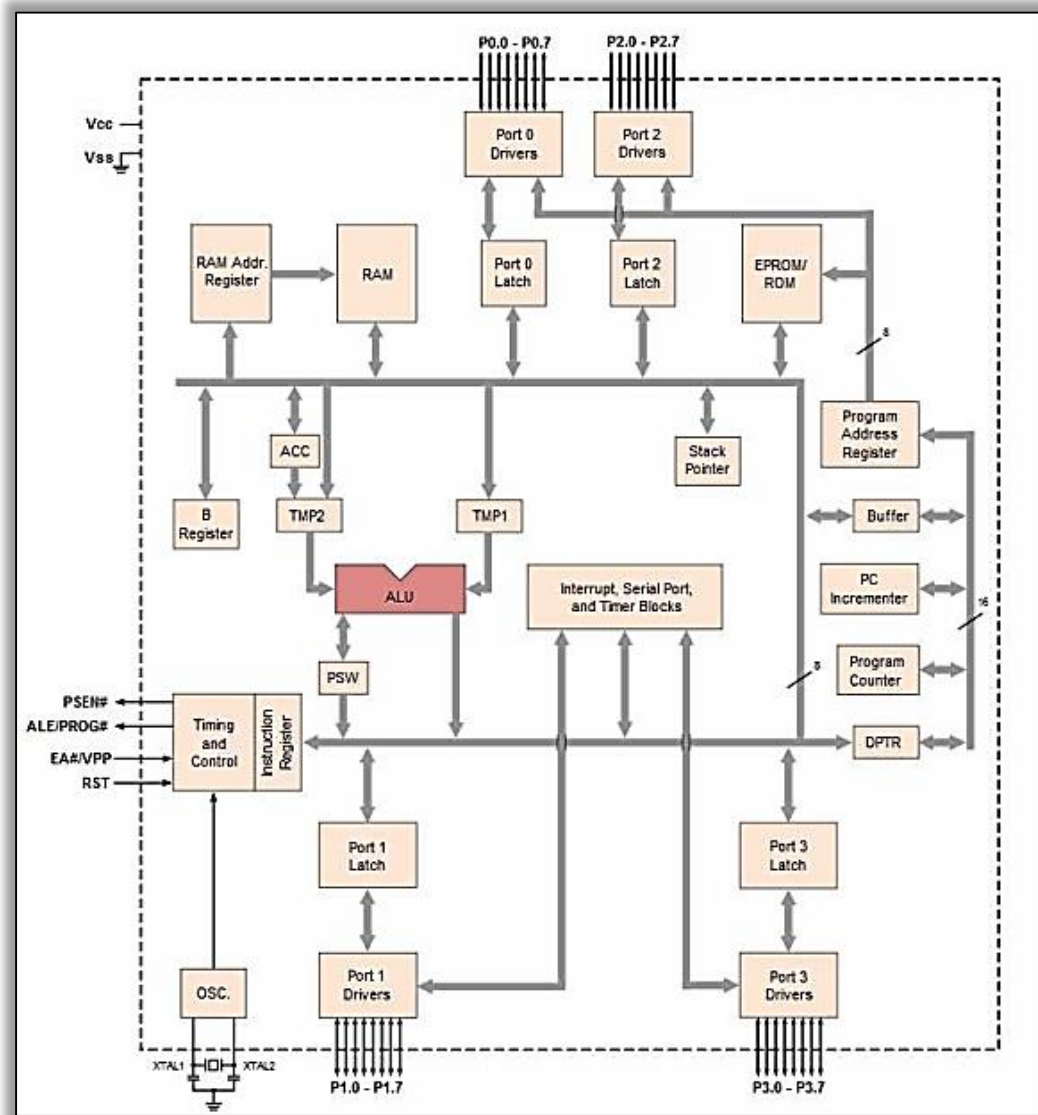 P0.0 - P0.7
P2.0 - P2.7
Vcc
Vss
Port 0
Drivers
Port 2
Drivers
RAM Addr.
Register
RAM
Port 0
Latch
Port 2
Latch
EPROM/
ROM
8
Program
Address
Register
ACC
Stack
Pointer
B
Register
TMP2
TMP1
Buffer
ALU
Interrupt, Serial Port,
and Timer Blocks
PC
Incrementer
16
PSW
8
Program
Counter
PSEN#
ALE/PROG#
EA#/VPP
RST
Timing
and
Control
Instruction
Register
DPTR
Port 1
Latch
Port 3
Latch
OSC.
Port 1
Drivers
Port 3
Drivers
XTAL1
XTAL2
P1.0 - P1.7
P3.0 - P3.7